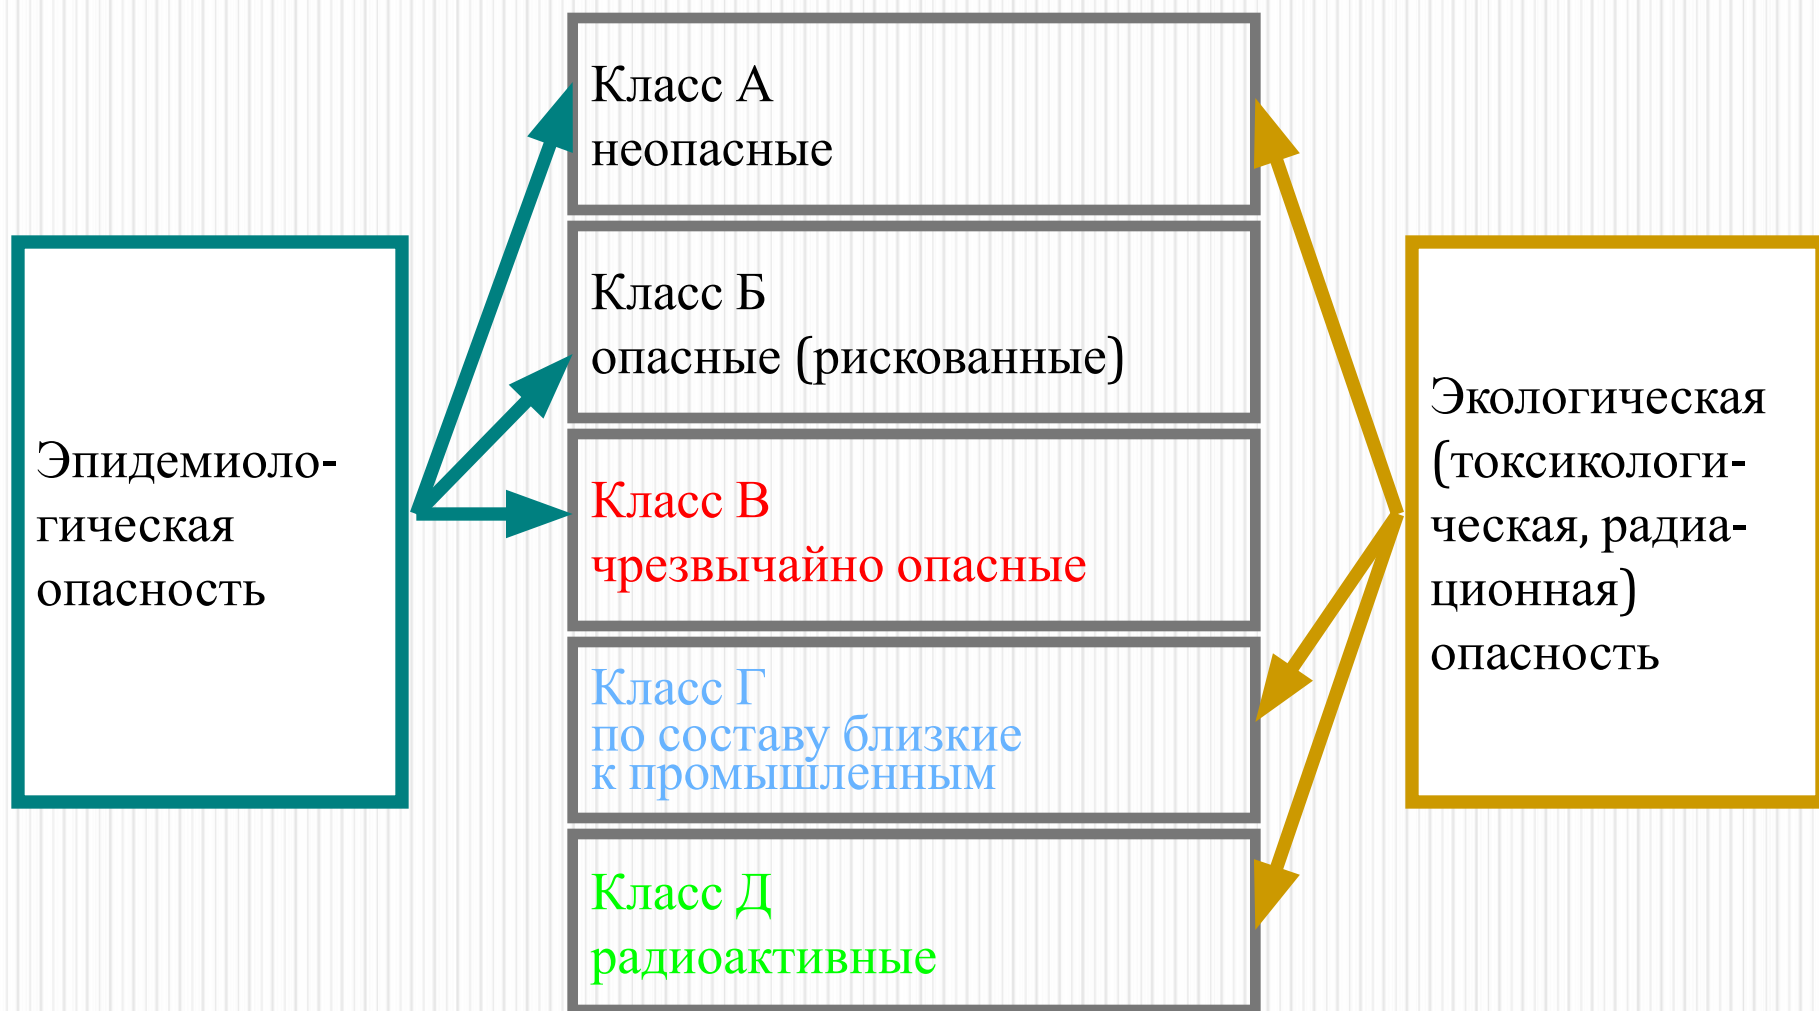 Класс А
неопасные
Класс Б
опасные (рискованные)
Класс В
чрезвычайно опасные
Класс Г
по составу близкие
к промышленным
Класс Д
радиоактивные
Эпидемиоло-
гическая
опасность
Экологическая
(токсикологи-
ческая, радиа-
ционная)
опасность